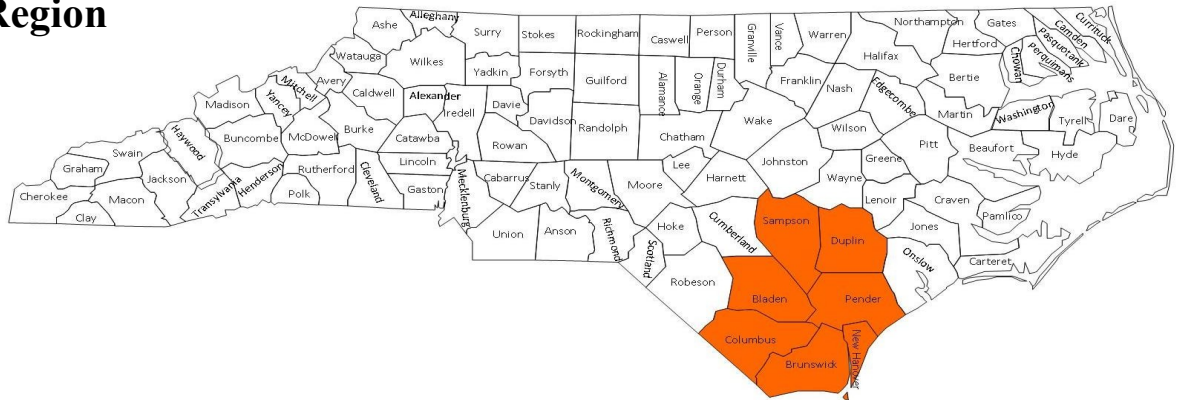 Region
Ashe
Alleghany
Surry
Stokes
Rockingham
Caswell
Person
Granville
Vance
Warren
Northampton
Gates
Hertford
Currituck
Camden
Pasquotank
Perquimans
Chowan
Halifax
Watauga
Wilkes
Yadkin
Forsyth
Guilford
Alamance
Orange
Durham
Franklin
Nash
Edgecombe
Bertie
Mitchell
Avery
Caldwell
Alexander
Iredell
Davie
Davidson
Randolph
Chatham
Wake
Wilson
Martin
Washington
Tyrell
Dare
Madison
Yancey
Buncombe
McDowel
Burke
Catawba
Rowan
Johnston
Greene
Pitt
Beaufort
Hyde
Haywood
Swain
Graham
Jackson
Cherokee
Macon
Clay
Transylvania
Henderson
Rutherford
Polk
Cleveland
Lincoln
Gaston
Mecklenburg
Cabarrus
Stanly
Montgomery
Moore
Lee
Harnett
Wayne
Lenoir
Craven
Pamlico
Jones
Union
Anson
Richmond
Scotland
Hoke
Cumberland
Sampson
Duplin
Onslow
Carteret
Robeson
Bladen
Pender
Columbus
Brunswick
New Hanover